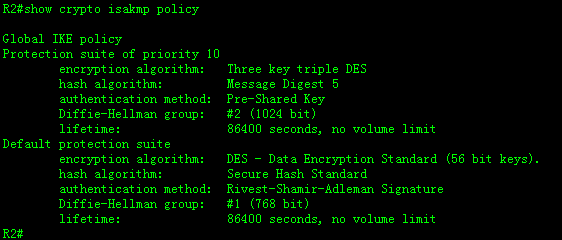 R2#show crypto isakmp policy
Global IKE policy
Protection suite of priority 10
encryption algorithm: Three key triple DES
hash algorithm: Message Digest 5
authentication method: Pre-Shared Key
Diffie-Hellman group: #2 (1024 bit)
lifetime: 86400 seconds, no volume limit
Default protection suite
encryption algorithm: DES - Data Encryption Standard (56 bit keys).
hash algorithm: Secure Hash Standard
authentication method: Rivest-Shamir-Adleman Signature
Diffie-Hellman group: #1 (768 bit)
lifetime: 86400 seconds, no volume limit
R2#